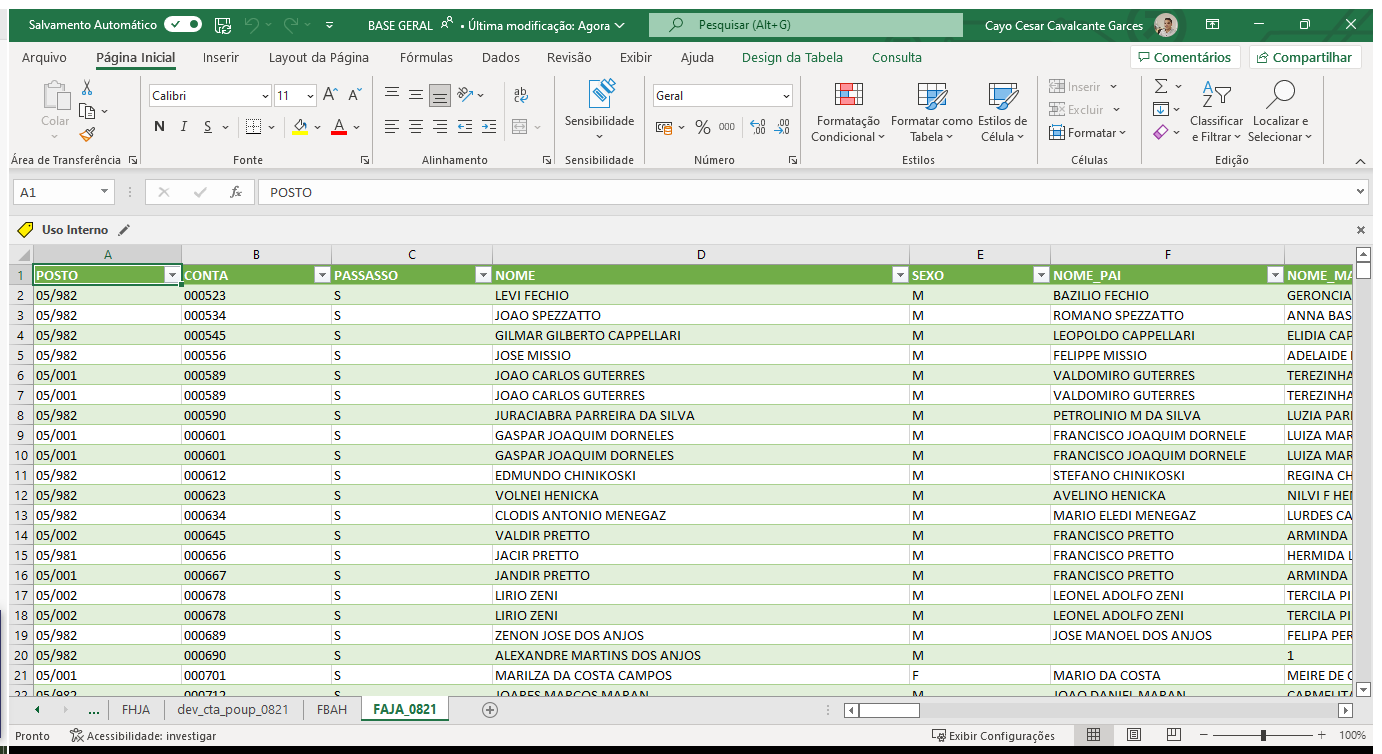 Salvamento Automático
BASE GERAL • Última modificação: Agora
Pesquisar (Alt+G)
Cayo Cesar Cavalcante Garces
Arquivo Página Inicial Inserir Layout da Página Fórmulas Dados Revisão Exibir Ajuda Design da Tabela Consulta Comentários Compartilhar
Colar
Calibri 11
N I S
ab
Sensibilidade
Geral
% 000
Formatação Condicional
Formatar como Tabela
Estilos de Célula
Inserir
Excluir
Formatar
Classificar e Filtrar
Localizar e Selecionar
Área de Transferência Fonte Alinhamento Sensibilidade Número Estilos Células Edição
A1 fx POSTO
Uso Interno
A B C D E F
1 POSTO CONTA PASSASSO NOME SEXO NOME_PAI
2 05/982 000523 S LEVI FECHIO M BAZILIO FECHIO GERONCIA
3 05/982 000534 S JOAO SPEZZATTO M ROMANO SPEZZATTO ANNA BAS
4 05/982 000545 S GILMAR GILBERTO CAPPELLARI M LEOPOLDO CAPPELLARI ELIDIA CAP
5 05/982 000556 S JOSE MISSIO M FELIPPE MISSIO ADELAIDE
6 05/001 000589 S JOAO CARLOS GUTERRES M VALDOMIRO GUTERRES TEREZINHA
7 05/001 000589 S JOAO CARLOS GUTERRES M VALDOMIRO GUTERRES TEREZINHA
8 05/982 000590 S JURACIABRA PARREIRA DA SILVA M PETROLINIO M DA SILVA LUZIA
9 05/001 000601 S GASPAR JOAQUIM DORNELES M FRANCISCO JOAQUIM DORNELE LUIZA MAR
10 05/001 000601 S GASPAR JOAQUIM DORNELES M FRANCISCO JOAQUIM DORNELE LUIZA MAR
11 05/982 000612 S EDMUNDO CHINIKOSKI M STEFANO CHINIKOSKI REGINA CH
12 05/982 000623 S VOLNEI HENICKA M AVELINO HENICKA NILVI F
13 05/982 000634 S CLODIS ANTONIO MENEGAZ M MARIO ELEDI MENEGAZ LURDES CA
14 05/002 000645 S VALDIR PRETTO M FRANCISCO PRETTO ARMINDA
15 05/981 000656 S JACIR PRETTO M FRANCISCO PRETTO HERMIDA
16 05/001 000667 S JANDIR PRETTO M FRANCISCO PRETTO ARMINDA
17 05/002 000678 S LIRIO ZENI M LEONEL ADOLFO ZENI TERCILA PI
18 05/002 000678 S LIRIO ZENI M LEONEL ADOLFO ZENI TERCILA PI
19 05/982 000689 S ZENON JOSE DOS ANJOS M JOSE MANOEL DOS ANJOS FELIPA PER
20 05/982 000690 S ALEXANDRE MARTINS DOS ANJOS M 1
21 05/001 000701 S MARILZA DA COSTA CAMPOS F MARIO DA COSTA MEIRE DE
22 05/982 000712 S JOARES MARCOS MARAN M JOAO DANIEL MARAN
... FHJA dev_cta_poup_0821 FBAH FAJA_0821
Pronto Acessibilidade: investigar Exibir Configurações 100%